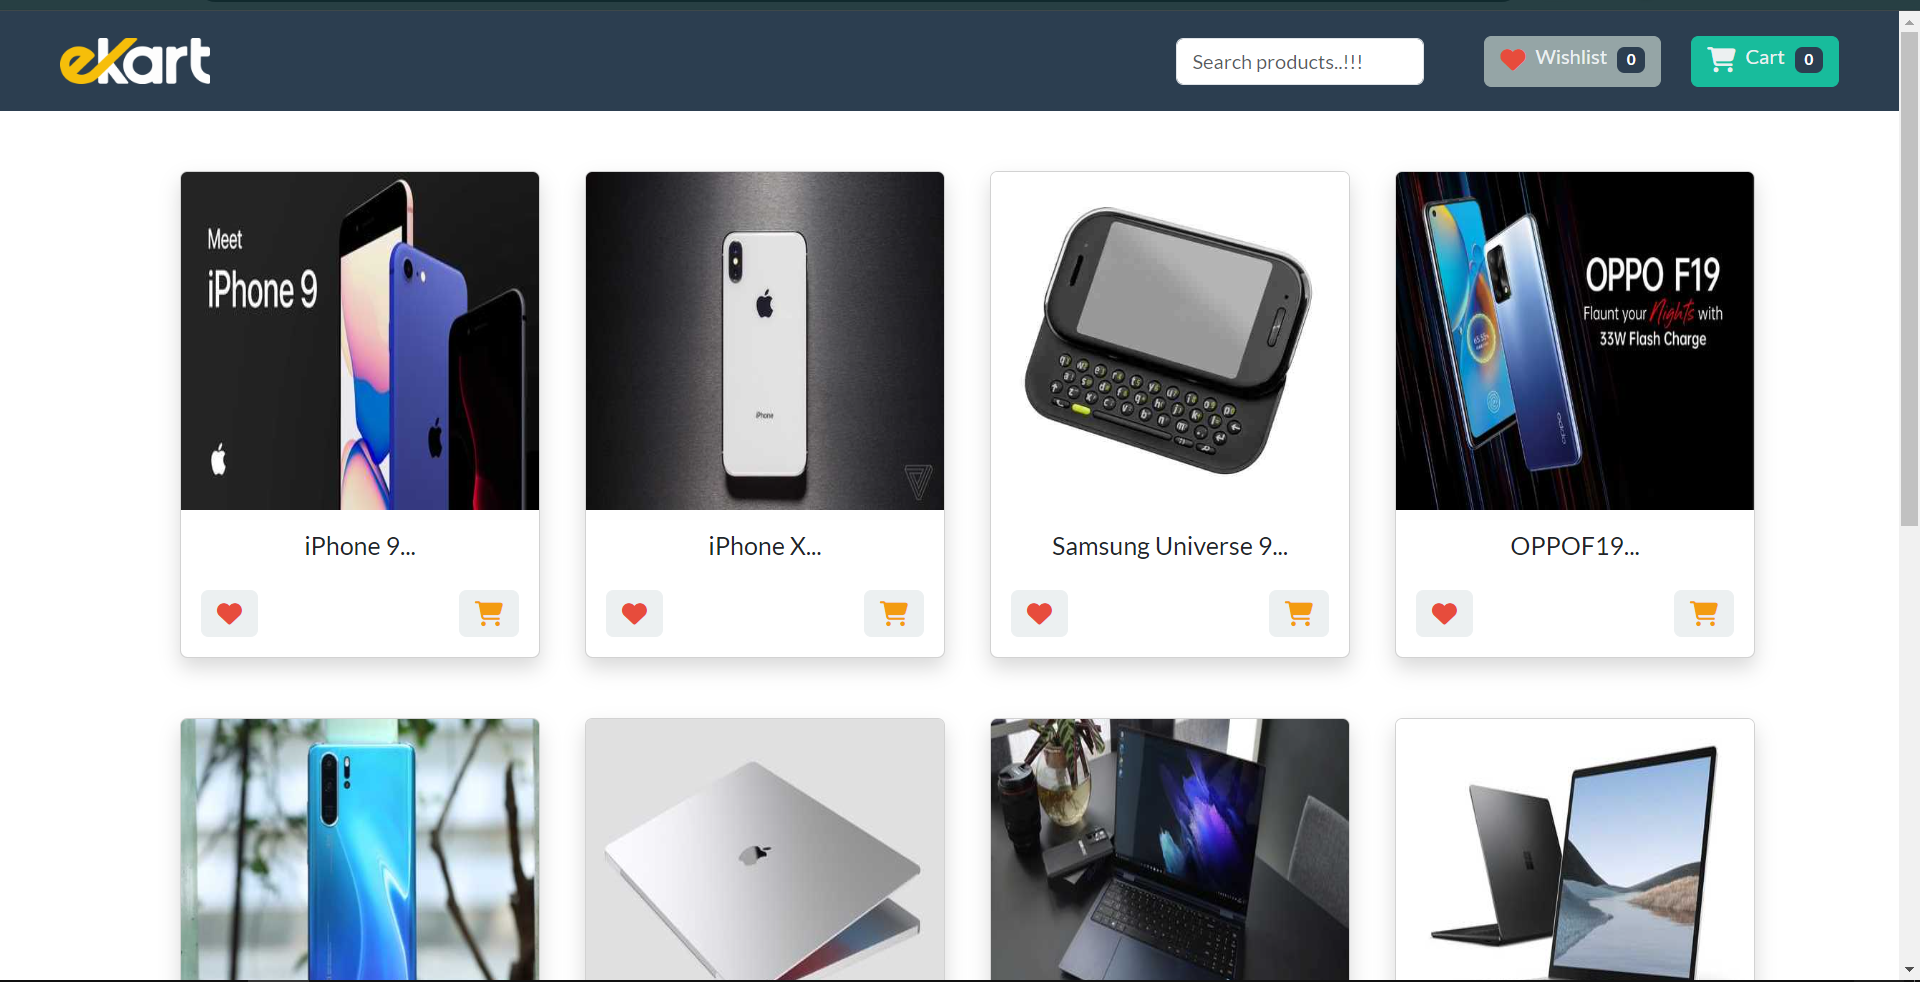 ekart
Search products..!!!
Wishlist 0
Cart 0
Meet
iPhone 9
iPhone
OPPO F19
Flaunt your Nights with
33W Flash Charge
oppo
iPhone 9...
iPhone X...
Samsung Universe 9...
OPPOF19...